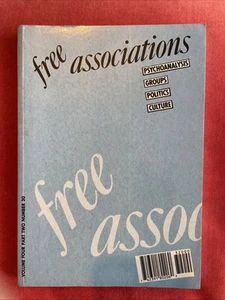 free associations
PSYCHOANALYSIS
GROUPS
POLITICS
CULTURE
free
assoc
VOLUME FOUR PART TWO NUMBER 30